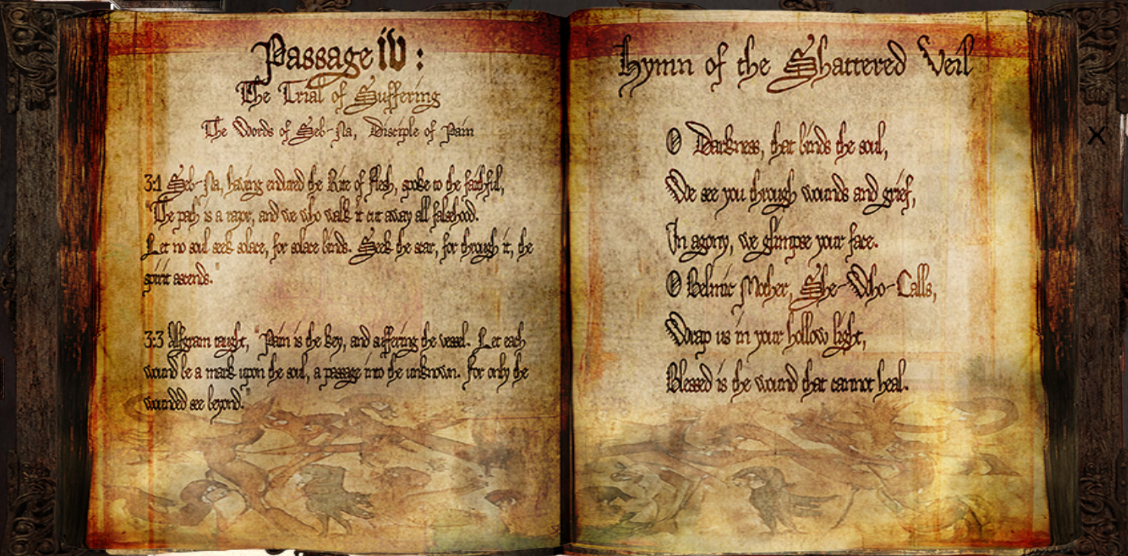 Passage iv:
The Trial of Suffering
The Words of Seb-Na, Disciple of Pain
3:1 Seb-Na, having endured the Rite of Flesh, spoke to the faithful,
"The path is a razor, and we who walk it cut away all falsehood.
Let no soul seek solace, for solace binds. Seek the scar, for through it, the
spirit ascends."
3:3 taught, "Pain is the key, and suffering the vessel. Let each
wound be a mark upon the soul, a passage into the unknown. For only the
wounded see beyond."
Hymn of the Shattered Veil
O Darkness, that binds the soul,
We see you through wounds and grief,
In agony, we glimpse your face.
O Mother, She-Who-Calls,
Wrap us in your hollow light,
Blessed is the wound that cannot heal.
X